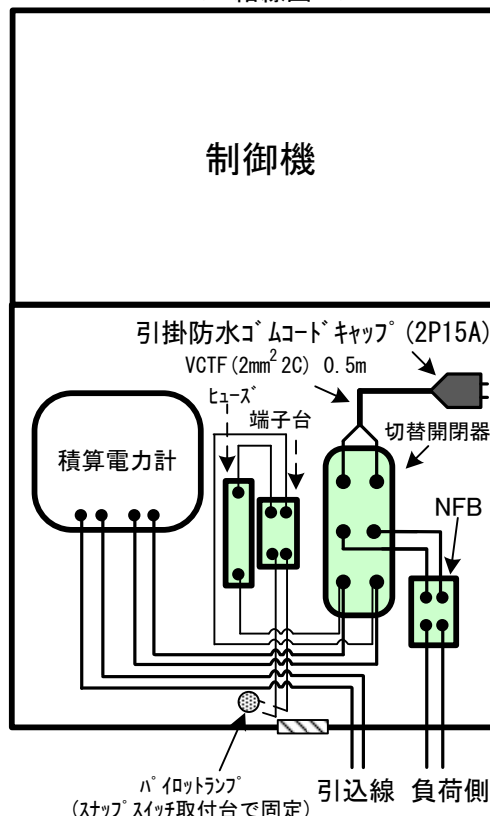 制御機
引掛防水ｺﾞﾑｺｰﾄﾞｷｬｯﾌﾟ(2P15A)
VCTF(2mm² 2C) 0.5m
ﾋｭｰｽﾞ
端子台
切替開閉器
積算電力計
NFB
ﾊﾟｲﾛｯﾄﾗﾝﾌﾟ
(ｽﾅｯﾌﾟｽｲｯﾁ取付台で固定)
引込線
負荷側